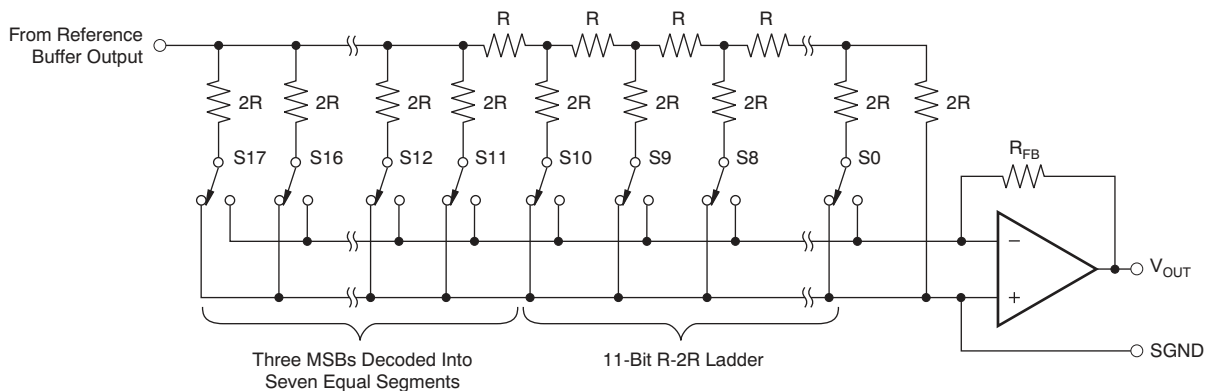 R R R R
From Reference
Buffer Output
2R 2R 2R 2R 2R 2R 2R 2R 2R
S17 S16 S12 S11 S10 S9 S8 S0
R_FB
–
+
V_OUT
SGND
Three MSBs Decoded Into
Seven Equal Segments
11-Bit R-2R Ladder